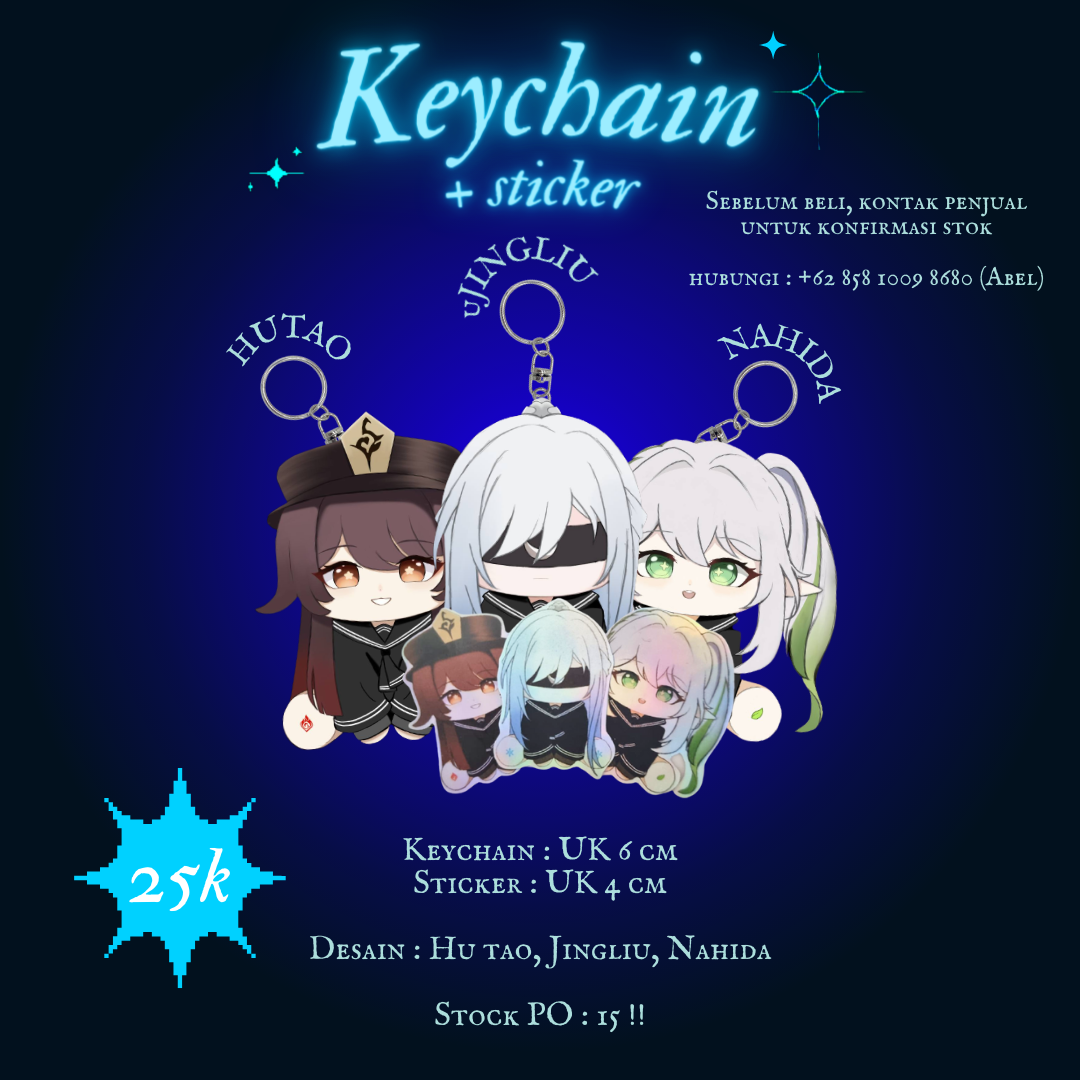 Keychain
+ sticker
Sebelum beli, kontak penjual
untuk konfirmasi stok
hubungi : +62 858 1009 8680 (Abel)
uJINGLIU
HUTAO
NAHIDA
25k
Keychain : UK 6 cm
Sticker : UK 4 cm
Desain : Hu tao, Jingliu, Nahida
Stock PO : 15 !!